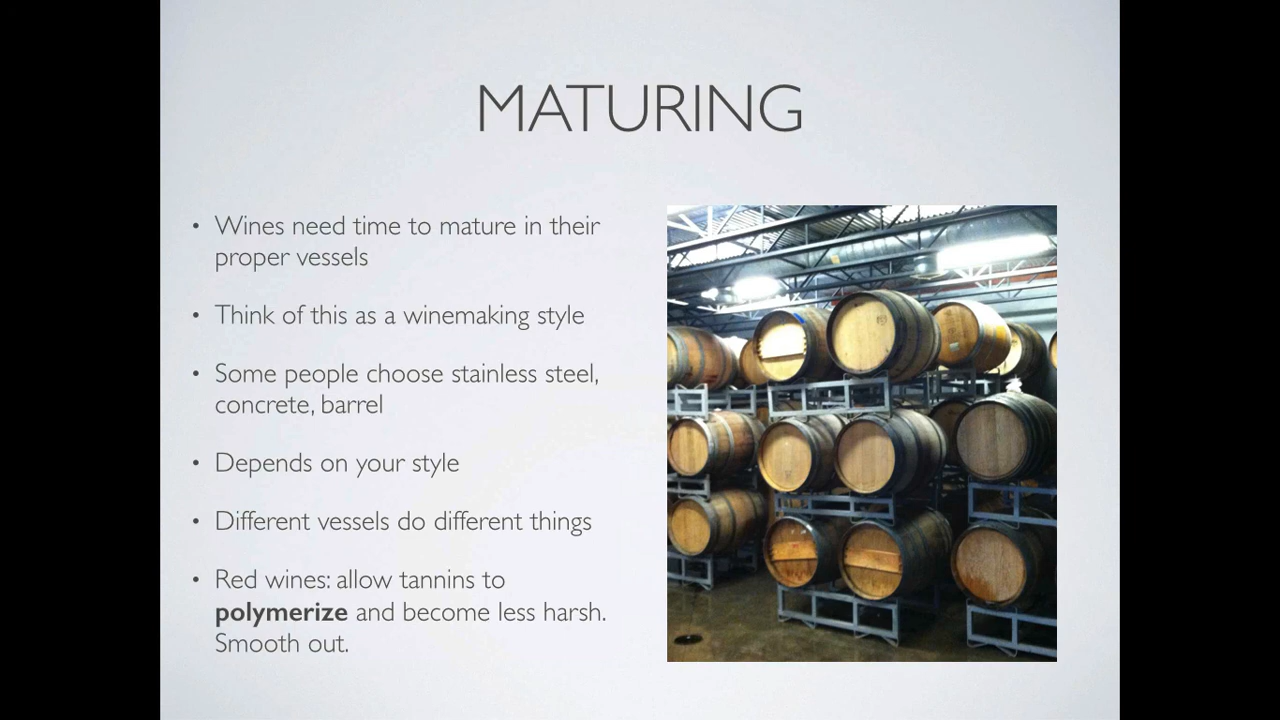 MATURING
• Wines need time to mature in their
proper vessels
• Think of this as a winemaking style
• Some people choose stainless steel,
concrete, barrel
• Depends on your style
• Different vessels do different things
• Red wines: allow tannins to
polymerize and become less harsh.
Smooth out.